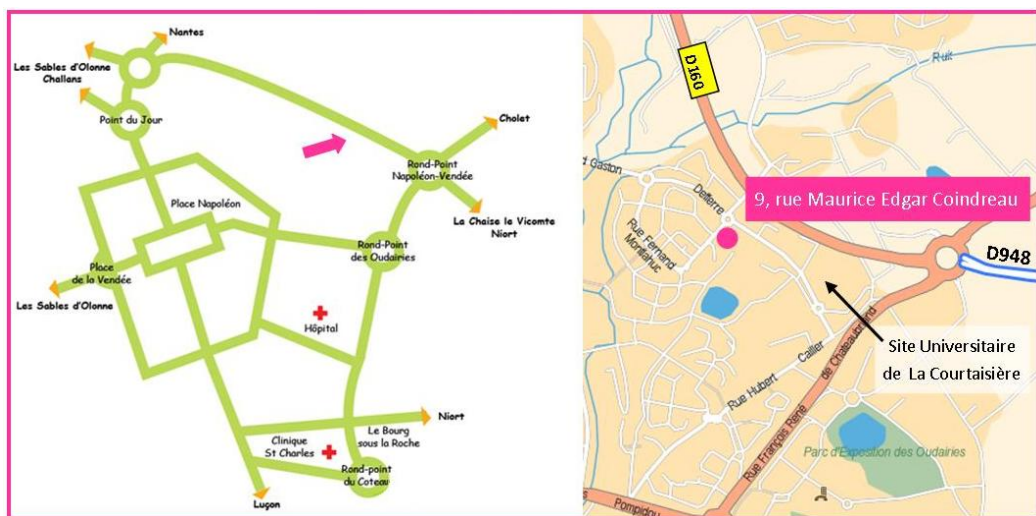 Nantes
Les Sables d'Olonne
Challans
Point du Jour
Cholet
Rond-Point
Napoléon-Vendée
La Chaise le Vicomte
Niort
Place Napoléon
Rond-Point
des Oudairies
Place
de la Vendée
Les Sables d'Olonne
Hôpital
Niort
Le Bourg
sous la Roche
Clinique
St Charles
Rond-point
du Coteau
Luçon
D160
Ruit
d Gaston
Defferre
9, rue Maurice Edgar Coindreau
Rue Fernand
D948
Site Universitaire
de La Courtaisière
Rue Hubert Cailler
Rue François René de Chateaubriand
Parc d'Exposition des Oudairies
Pompidou